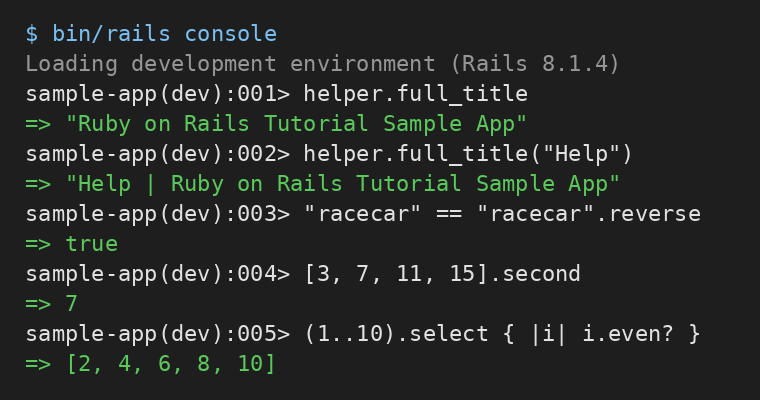 $ bin/rails console
Loading development environment (Rails 8.1.4)
sample-app(dev):001> helper.full_title
=> "Ruby on Rails Tutorial Sample App"
sample-app(dev):002> helper.full_title("Help")
=> "Help | Ruby on Rails Tutorial Sample App"
sample-app(dev):003> "racecar" == "racecar".reverse
=> true
sample-app(dev):004> [3, 7, 11, 15].second
=> 7
sample-app(dev):005> (1..10).select { |i| i.even? }
=> [2, 4, 6, 8, 10]